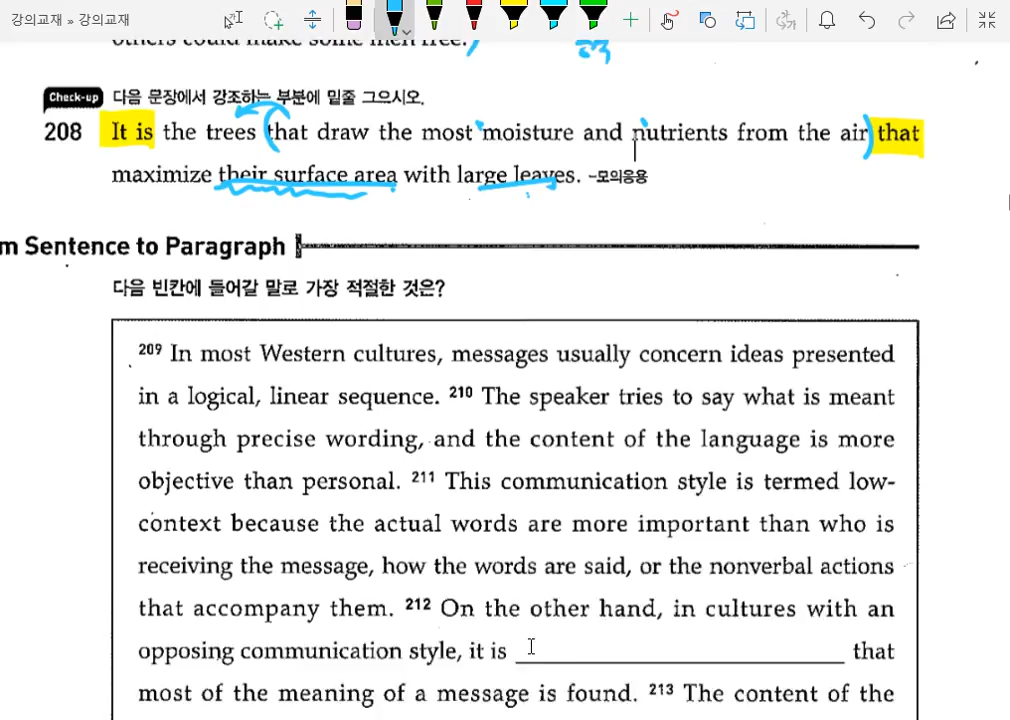 강의교재 » 강의교재
others could make some men free.
Check-up 다음 문장에서 강조하는 부분에 밑줄 그으시오.
208 It is the trees that draw the most moisture and nutrients from the air that
maximize their surface area with large leaves. -모의응용
m Sentence to Paragraph
다음 빈칸에 들어갈 말로 가장 적절한 것은?
209 In most Western cultures, messages usually concern ideas presented
in a logical, linear sequence. 210 The speaker tries to say what is meant
through precise wording, and the content of the language is more
objective than personal. 211 This communication style is termed low-
context because the actual words are more important than who is
receiving the message, how the words are said, or the nonverbal actions
that accompany them. 212 On the other hand, in cultures with an
opposing communication style, it is ____________ that
most of the meaning of a message is found. 213 The content of the